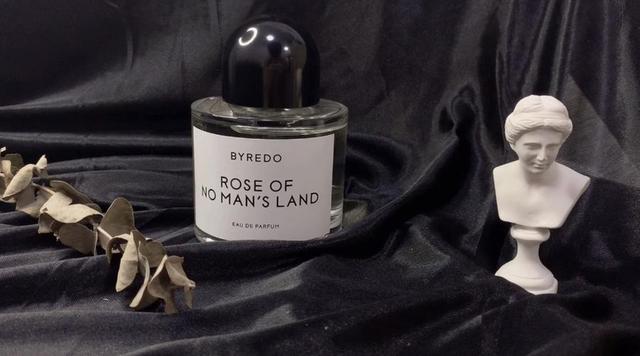 BYREDO
ROSE OF
NO MAN'S LAND
EAU DE PARFUM